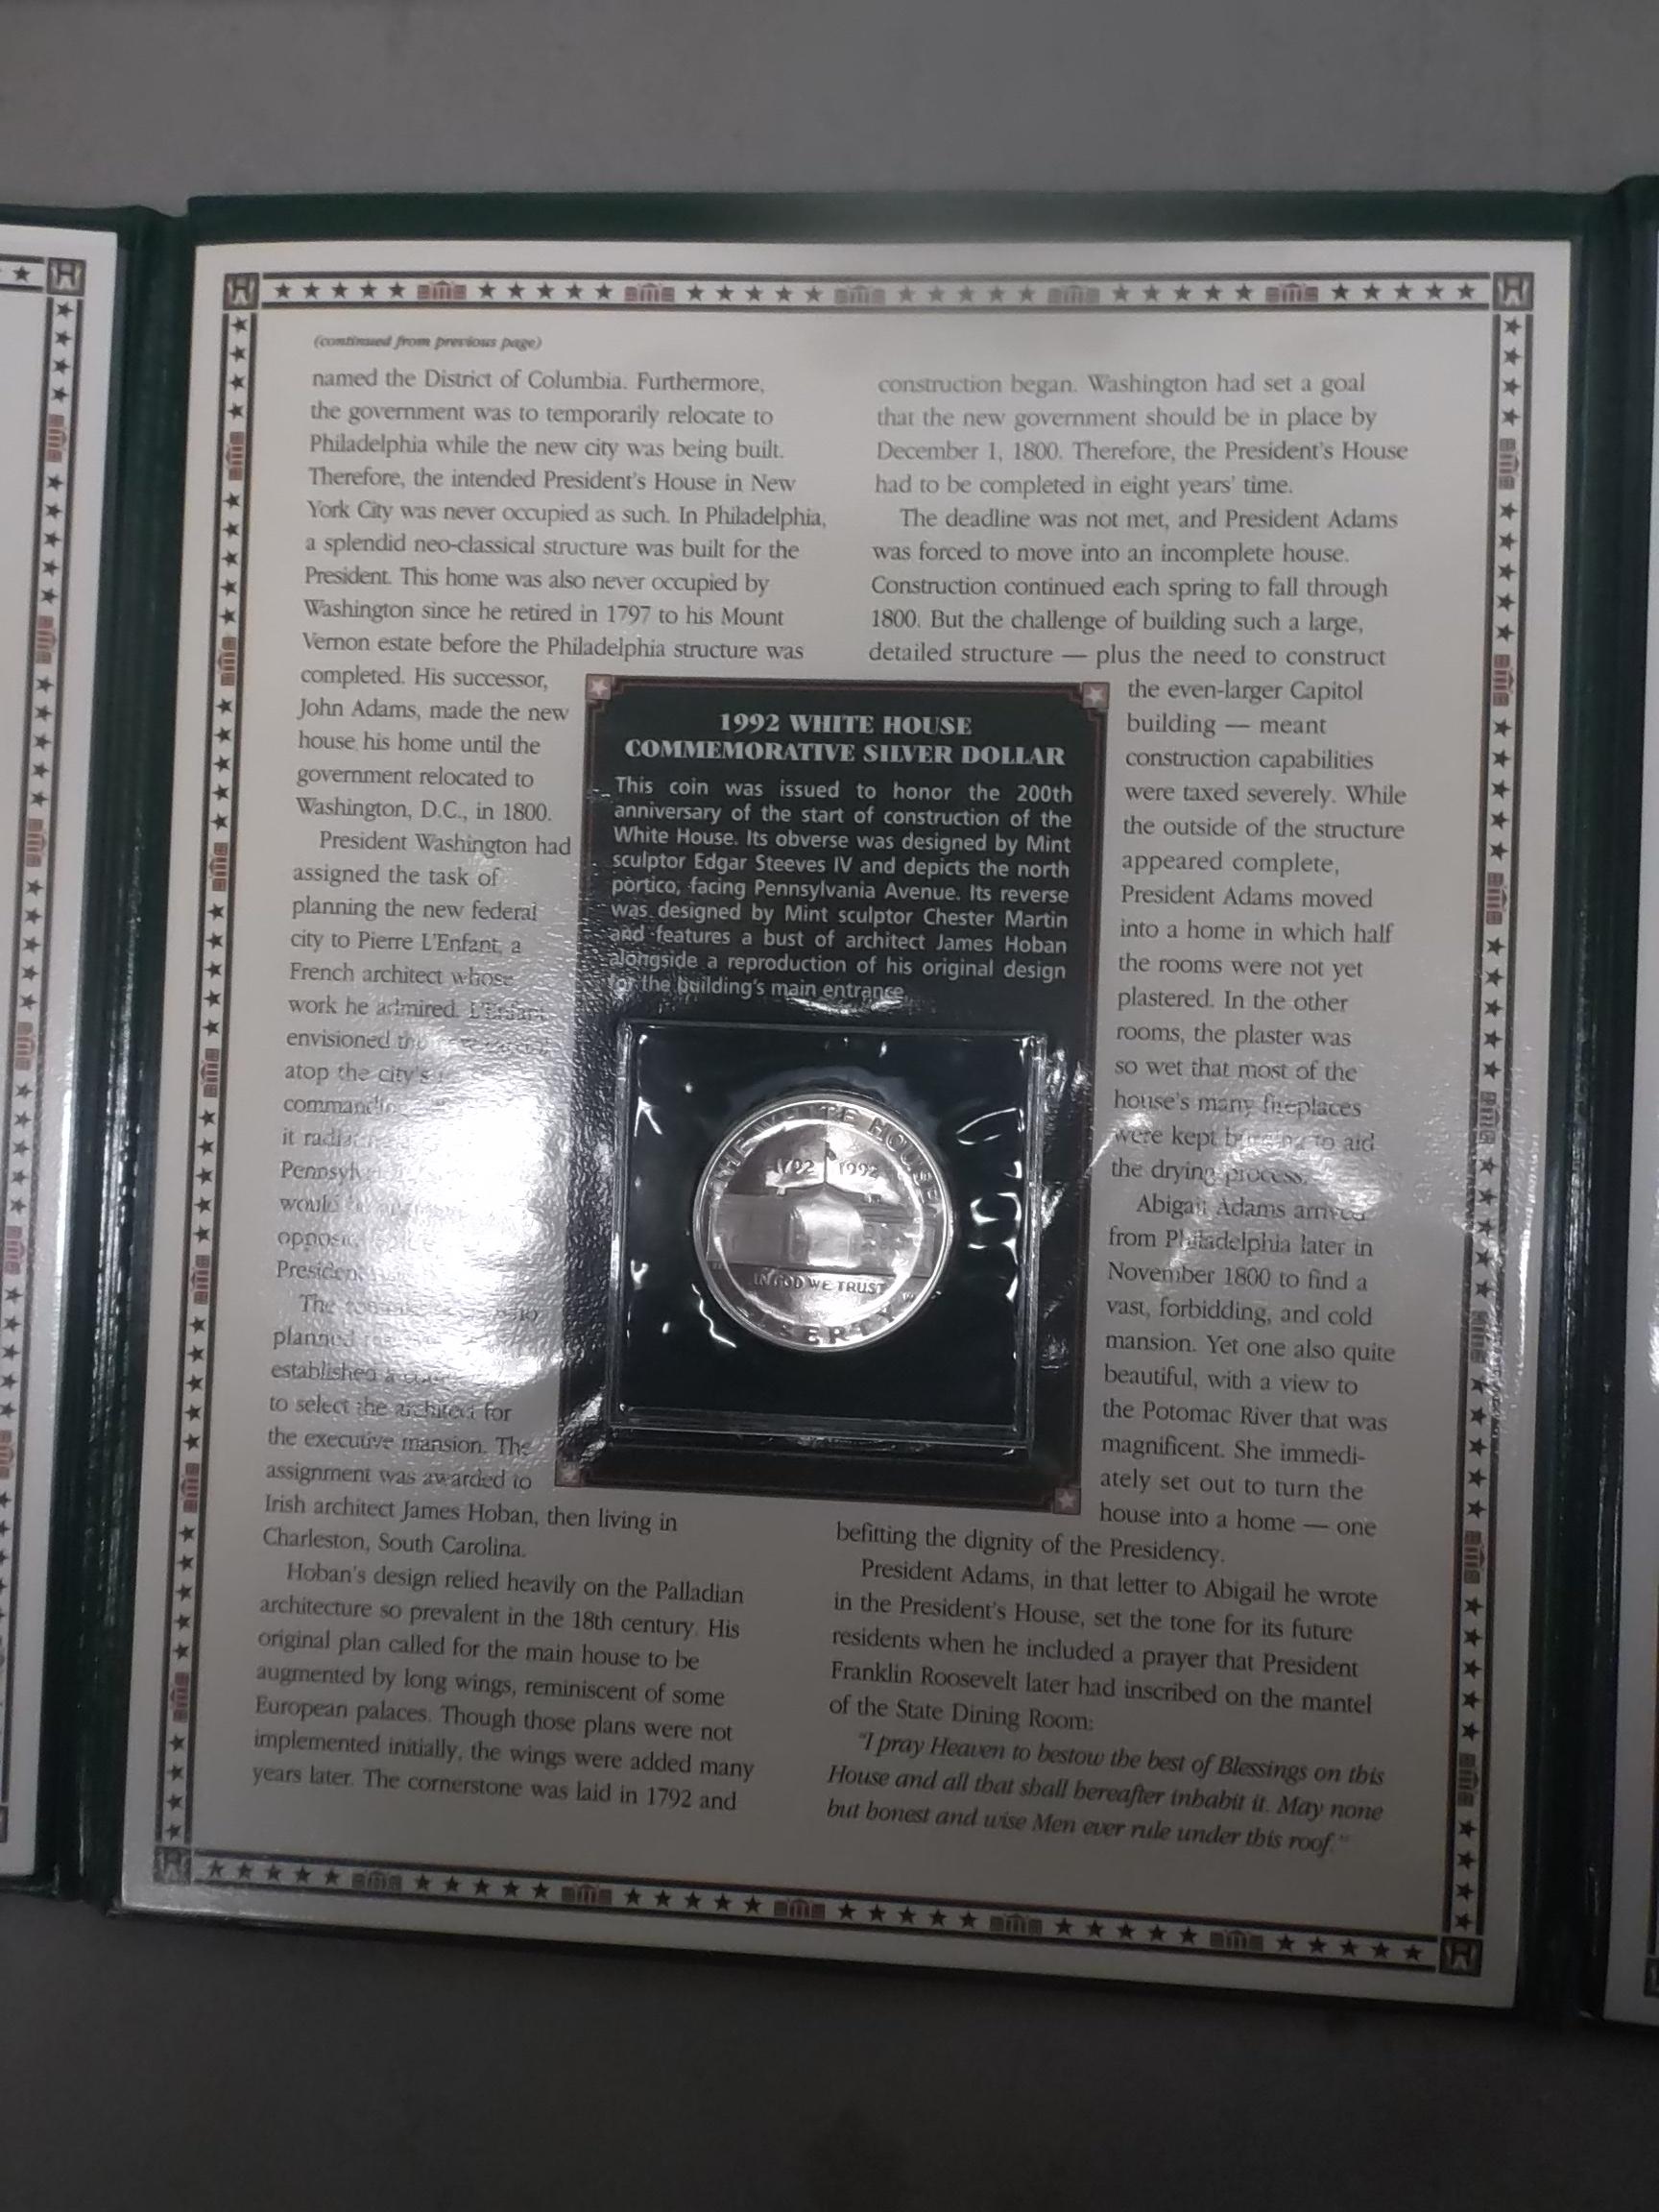 (continued from previous page)
named the District of Columbia. Furthermore,
the government was to temporarily relocate to
Philadelphia while the new city was being built.
Therefore, the intended President's House in New
York City was never occupied as such. In Philadelphia,
a splendid neo-classical structure was built for the
President. This home was also never occupied by
Washington since he retired in 1797 to his Mount
Vernon estate before the Philadelphia structure was
completed. His successor,
John Adams, made the new
house his home until the
government relocated to
Washington, D.C., in 1800.
President Washington had
assigned the task of
planning the new federal
city to Pierre L'Enfant, a
French architect whose
work he admired. L'Enfant
envisioned the
atop the city's
it
would
The
planned
established a
to select the architect for
the executive mansion. The
assignment was awarded to
Irish architect James Hoban, then living in
Charleston, South Carolina.
Hoban's design relied heavily on the Palladian
architecture so prevalent in the 18th century. His
original plan called for the main house to be
augmented by long wings, reminiscent of some
European palaces. Though those plans were not
implemented initially, the wings were added many
years later. The cornerstone was laid in 1792 and
1992 WHITE HOUSE
COMMEMORATIVE SILVER DOLLAR
This coin was issued to honor the 200th
anniversary of the start of construction of the
White House. Its obverse was designed by Mint
sculptor Edgar Steeves IV and depicts the north
portico, facing Pennsylvania Avenue. Its reverse
was designed by Mint sculptor Chester Martin
and features a bust of architect James Hoban
alongside a reproduction of his original design
for the building's main entrance.
THE WHITE HOUSE
1792 1992
IN GOD WE TRUST
LIBERTY
construction began. Washington had set a goal
that the new government should be in place by
December 1, 1800. Therefore, the President's House
had to be completed in eight years' time.
The deadline was not met, and President Adams
was forced to move into an incomplete house.
Construction continued each spring to fall through
1800. But the challenge of building such a large,
detailed structure — plus the need to construct
the even-larger Capitol
building — meant
construction capabilities
were taxed severely. While
the outside of the structure
appeared complete,
President Adams moved
into a home in which half
the rooms were not yet
plastered. In the other
rooms, the plaster was
so wet that most of the
house's many fireplaces
were kept burning to aid
the drying process.
Abigail Adams arrived
from Philadelphia later in
November 1800 to find a
vast, forbidding, and cold
mansion. Yet one also quite
beautiful, with a view to
the Potomac River that was
magnificent. She immedi-
ately set out to turn the
house into a home — one
befitting the dignity of the Presidency.
President Adams, in that letter to Abigail he wrote
in the President's House, set the tone for its future
residents when he included a prayer that President
Franklin Roosevelt later had inscribed on the mantel
of the State Dining Room:
"I pray Heaven to bestow the best of Blessings on this
House and all that shall hereafter inhabit it. May none
but honest and wise Men ever rule under this roof."